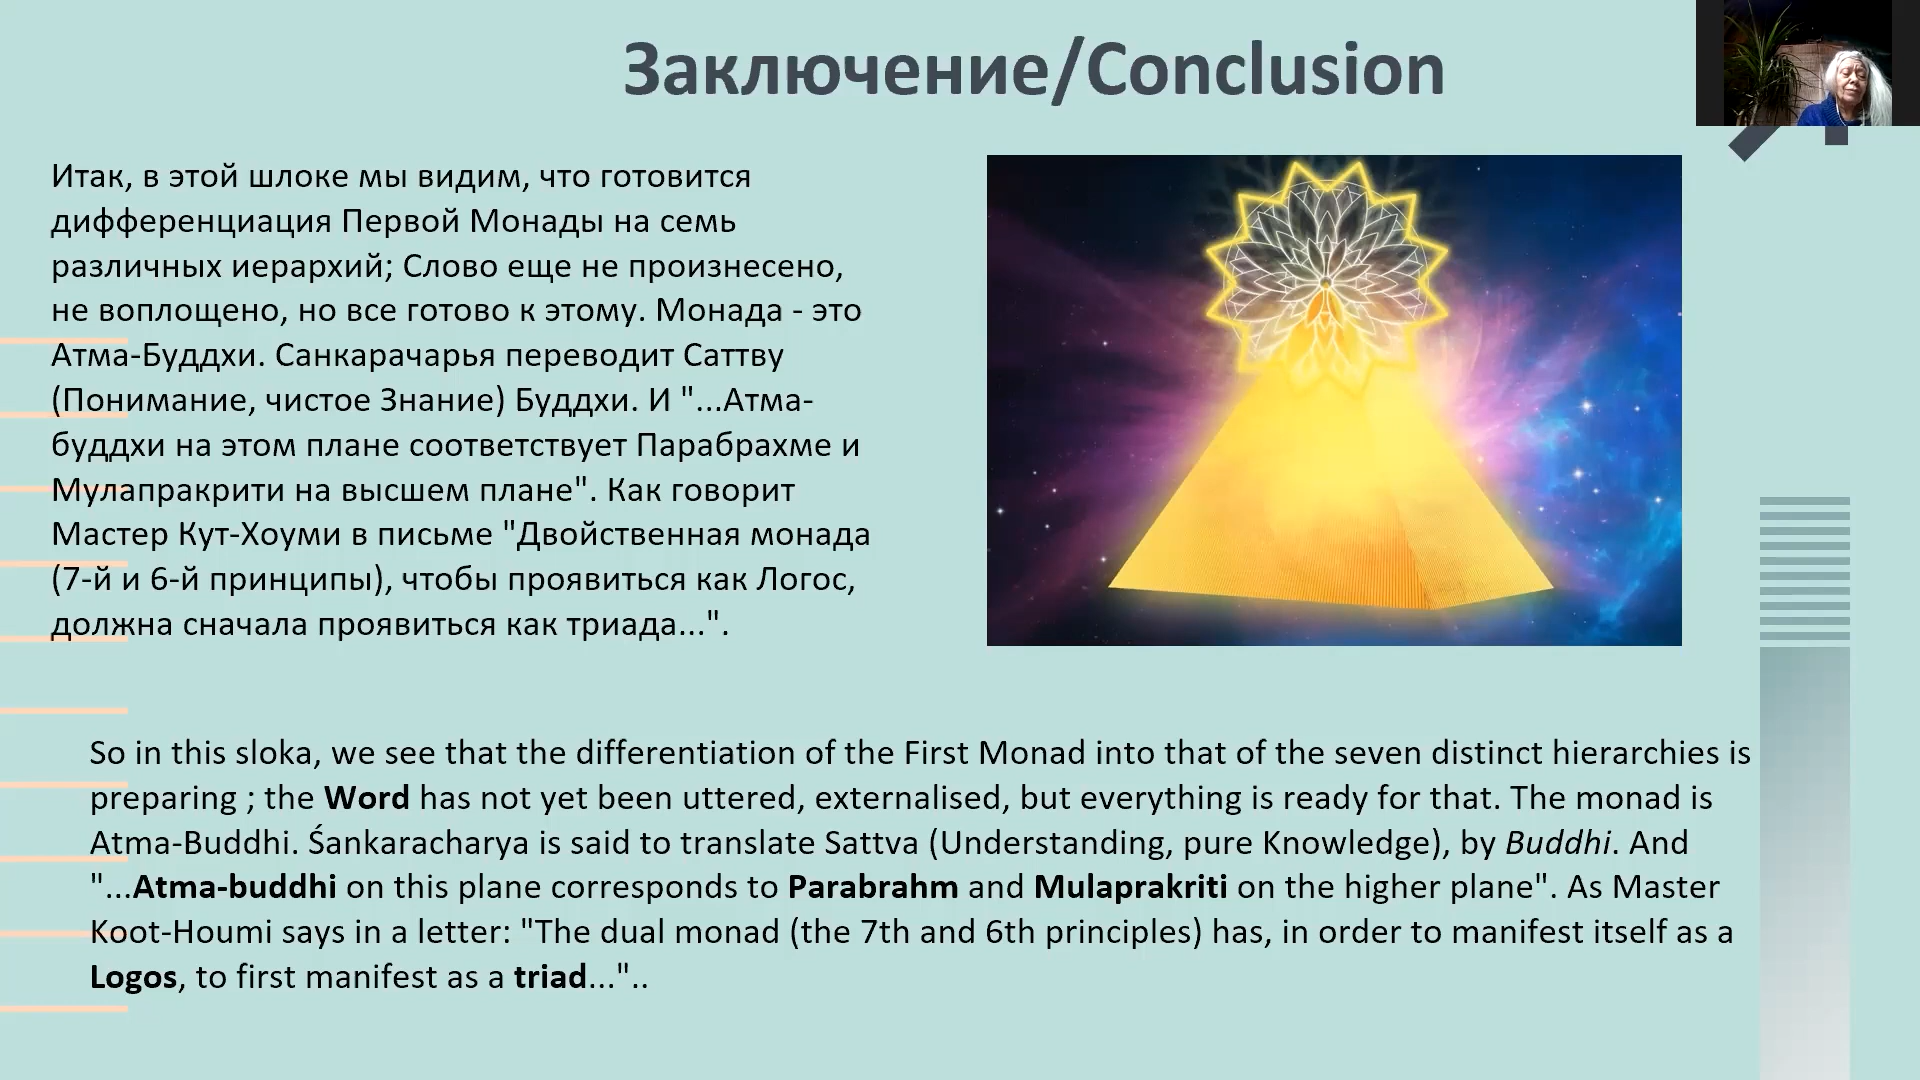 Заключение/Conclusion
Итак, в этой шлоке мы видим, что готовится
дифференциация Первой Монады на семь
различных иерархий; Слово еще не произнесено,
не воплощено, но все готово к этому. Монада - это
Атма-Буддхи. Санкарачарья переводит Саттву
(Понимание, чистое Знание) Буддхи. И "...Атма-
буддхи на этом плане соответствует Парабрахме и
Мулапракрити на высшем плане". Как говорит
Мастер Кут-Хоуми в письме "Двойственная монада
(7-й и 6-й принципы), чтобы проявиться как Логос,
должна сначала проявиться как триада...".
So in this sloka, we see that the differentiation of the First Monad into that of the seven distinct hierarchies is
preparing ; the Word has not yet been uttered, externalised, but everything is ready for that. The monad is
Atma-Buddhi. Śankaracharya is said to translate Sattva (Understanding, pure Knowledge), by Buddhi. And
"...Atma-buddhi on this plane corresponds to Parabrahm and Mulaprakriti on the higher plane". As Master
Koot-Houmi says in a letter: "The dual monad (the 7th and 6th principles) has, in order to manifest itself as a
Logos, to first manifest as a triad..."..